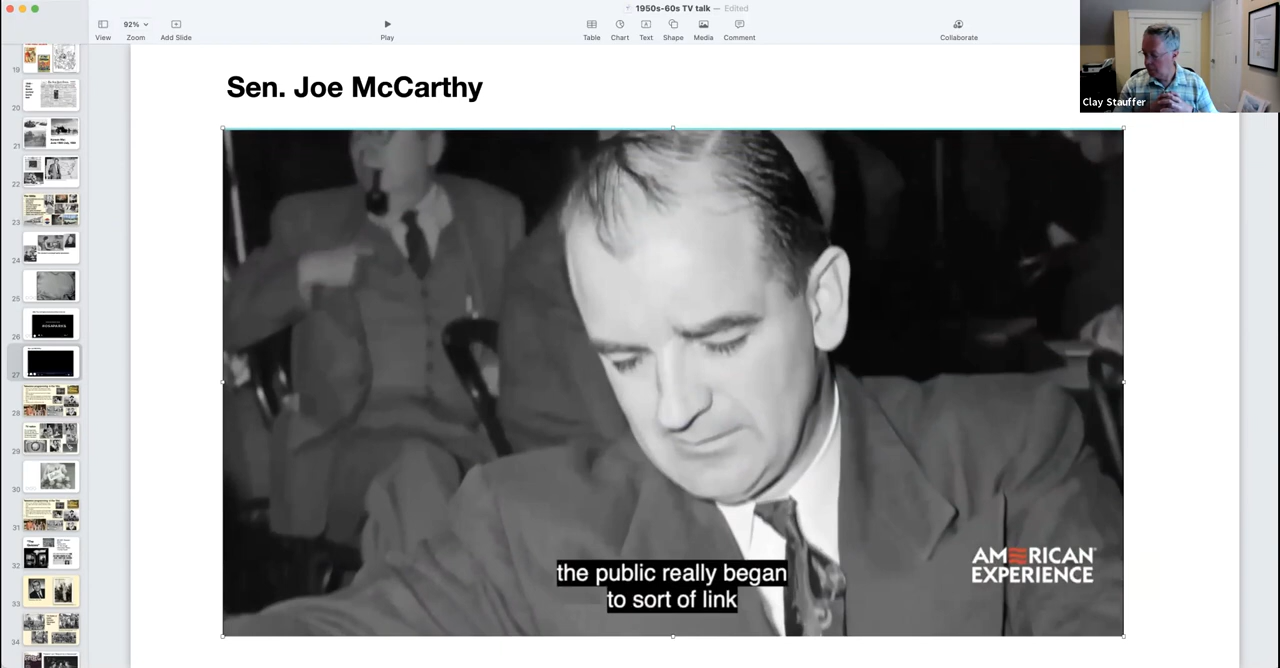 1950s-60s TV talk — Edited
92%
View
Zoom
Add Slide
Play
Table
Chart
Text
Shape
Media
Comment
Collaborate
Clay Stauffer
Sen. Joe McCarthy
19
20
21
22
23
24
25
26
27
28
29
30
31
32
33
34
the public really began
to sort of link
AMERICAN
EXPERIENCE